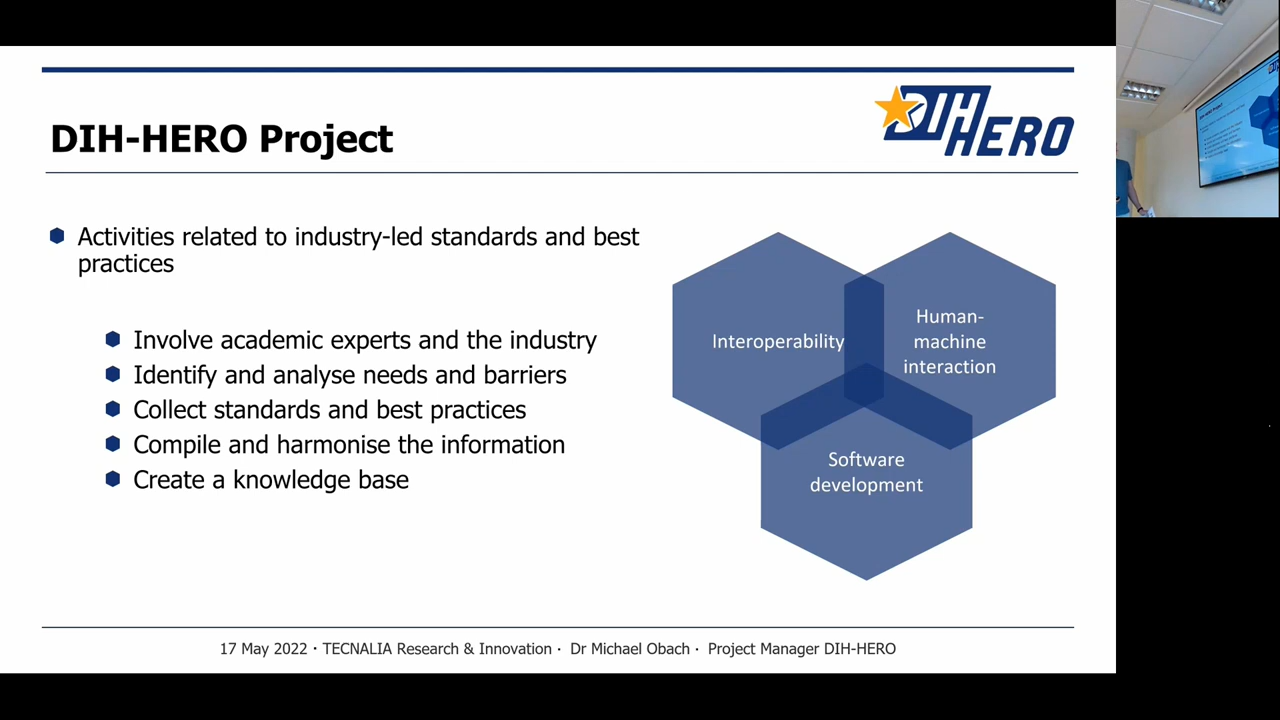 DIH-HERO Project
DIH
HERO
Activities related to industry-led standards and best
practices
Involve academic experts and the industry
Identify and analyse needs and barriers
Collect standards and best practices
Compile and harmonise the information
Create a knowledge base
Interoperability
Human-
machine
interaction
Software
development
17 May 2022 · TECNALIA Research & Innovation · Dr Michael Obach · Project Manager DIH-HERO